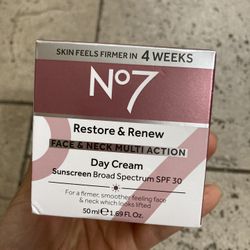 SKIN FEELS FIRMER IN 4 WEEKS
No7
Restore & Renew
FACE & NECK MULTI ACTION
Day Cream
Sunscreen Broad Spectrum SPF 30
For a firmer, smoother feeling face
& neck which looks lifted
50ml ℮ 1.69 Fl. Oz.